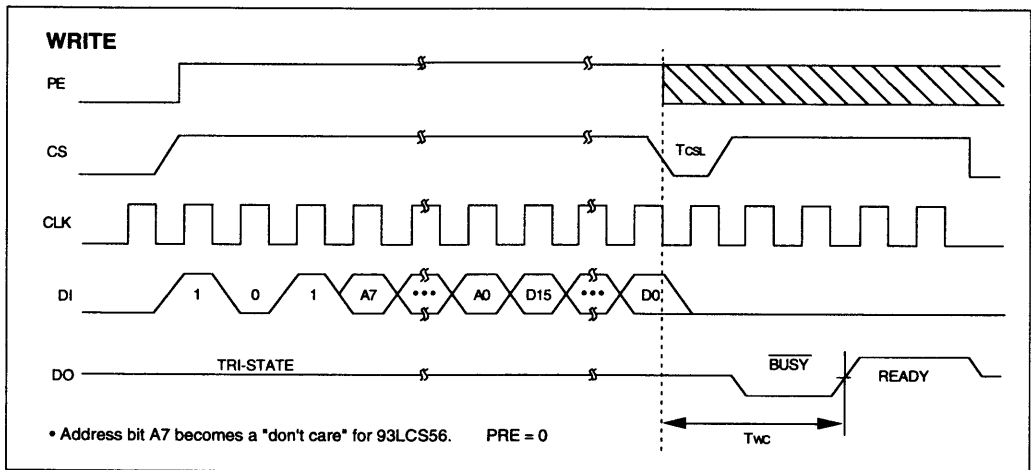 WRITE
PE
CS
TCSL
CLK
DI 1 0 1 A7 ••• A0 D15 ••• D0
TRI-STATE
BUSY
DO
READY
• Address bit A7 becomes a "don't care" for 93LCS56. PRE = 0
TWC